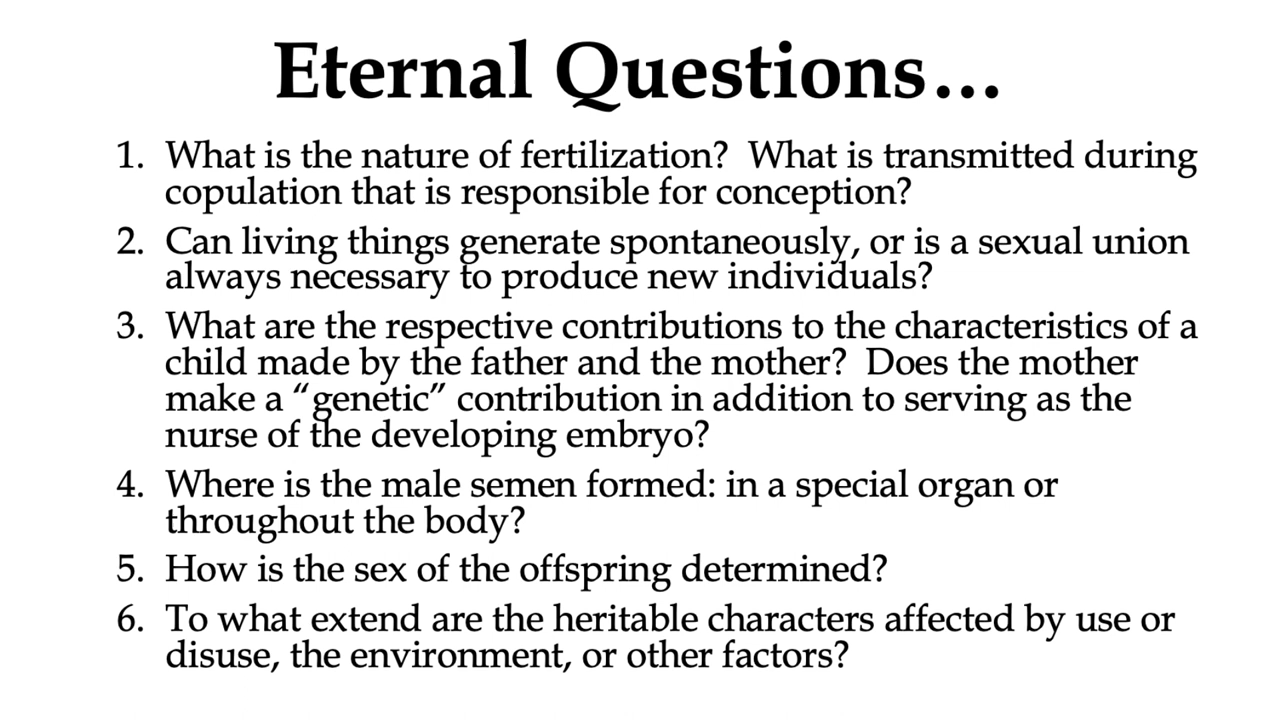 Eternal Questions…
1. What is the nature of fertilization?  What is transmitted during
copulation that is responsible for conception?
2. Can living things generate spontaneously, or is a sexual union
always necessary to produce new individuals?
3. What are the respective contributions to the characteristics of a
child made by the father and the mother?  Does the mother
make a “genetic” contribution in addition to serving as the
nurse of the developing embryo?
4. Where is the male semen formed: in a special organ or
throughout the body?
5. How is the sex of the offspring determined?
6. To what extend are the heritable characters affected by use or
disuse, the environment, or other factors?